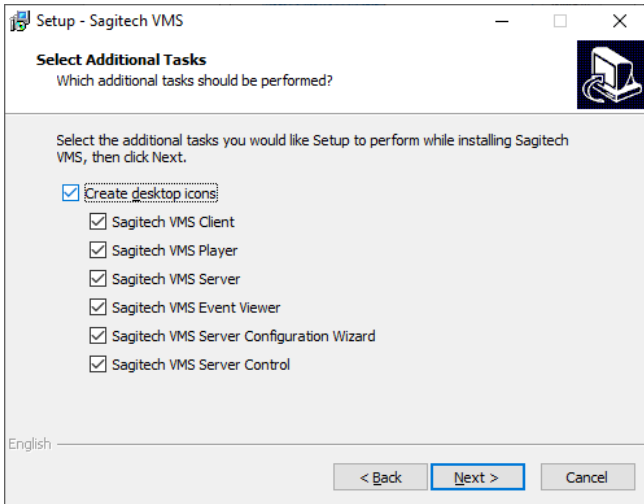 Setup - Sagitech VMS
Select Additional Tasks
Which additional tasks should be performed?
Select the additional tasks you would like Setup to perform while installing Sagitech
VMS, then click Next.
Create desktop icons
Sagitech VMS Client
Sagitech VMS Player
Sagitech VMS Server
Sagitech VMS Event Viewer
Sagitech VMS Server Configuration Wizard
Sagitech VMS Server Control
English
< Back Next > Cancel